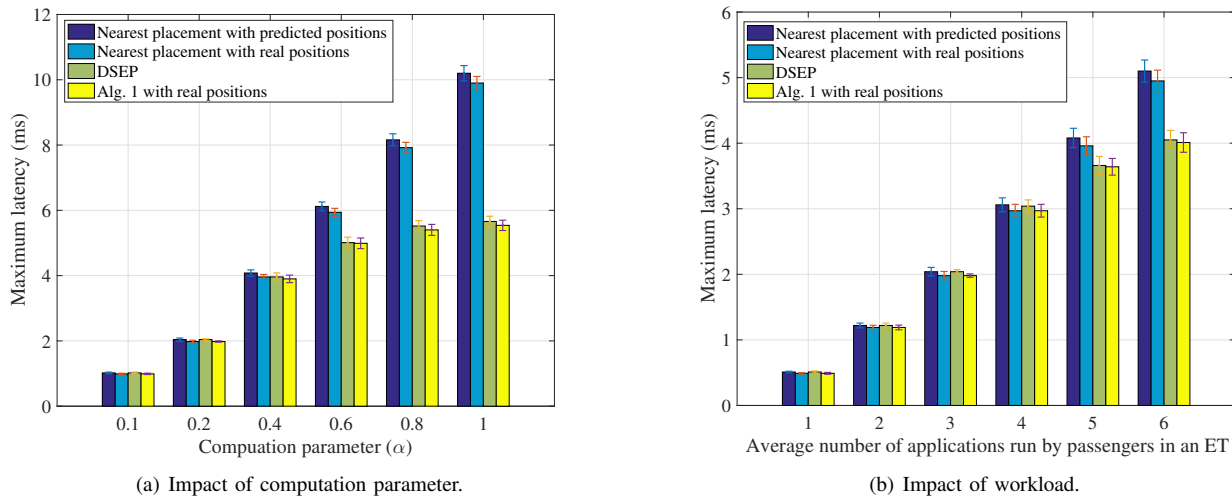 12
10
8
6
4
2
0
Maximum latency (ms)
Nearest placement with predicted positions
Nearest placement with real positions
DSEP
Alg. 1 with real positions
0.1 0.2 0.4 0.6 0.8 1
Compuation parameter (α)
(a) Impact of computation parameter.
6
5
4
3
2
1
0
Maximum latency (ms)
Nearest placement with predicted positions
Nearest placement with real positions
DSEP
Alg. 1 with real positions
1 2 3 4 5 6
Average number of applications run by passengers in an ET
(b) Impact of workload.